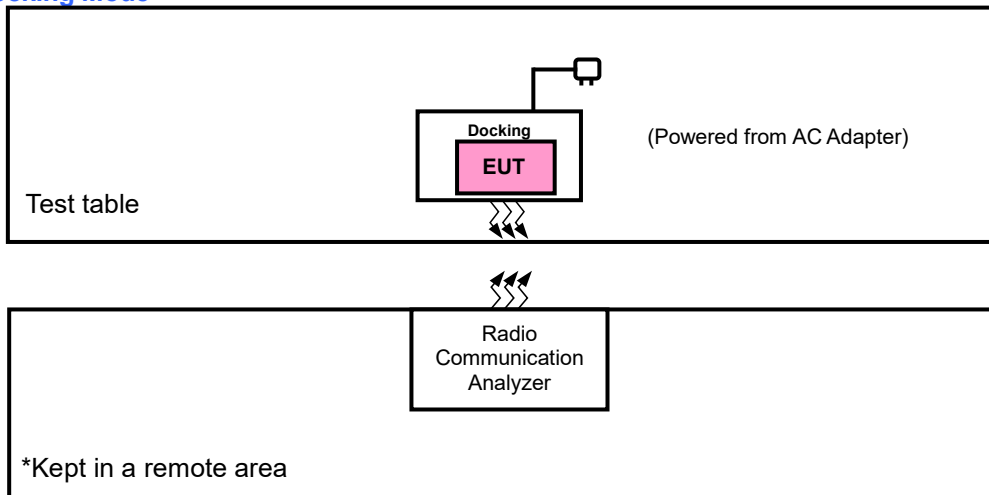 Docking
(Powered from AC Adapter)
EUT
Test table
Radio
Communication
Analyzer
*Kept in a remote area